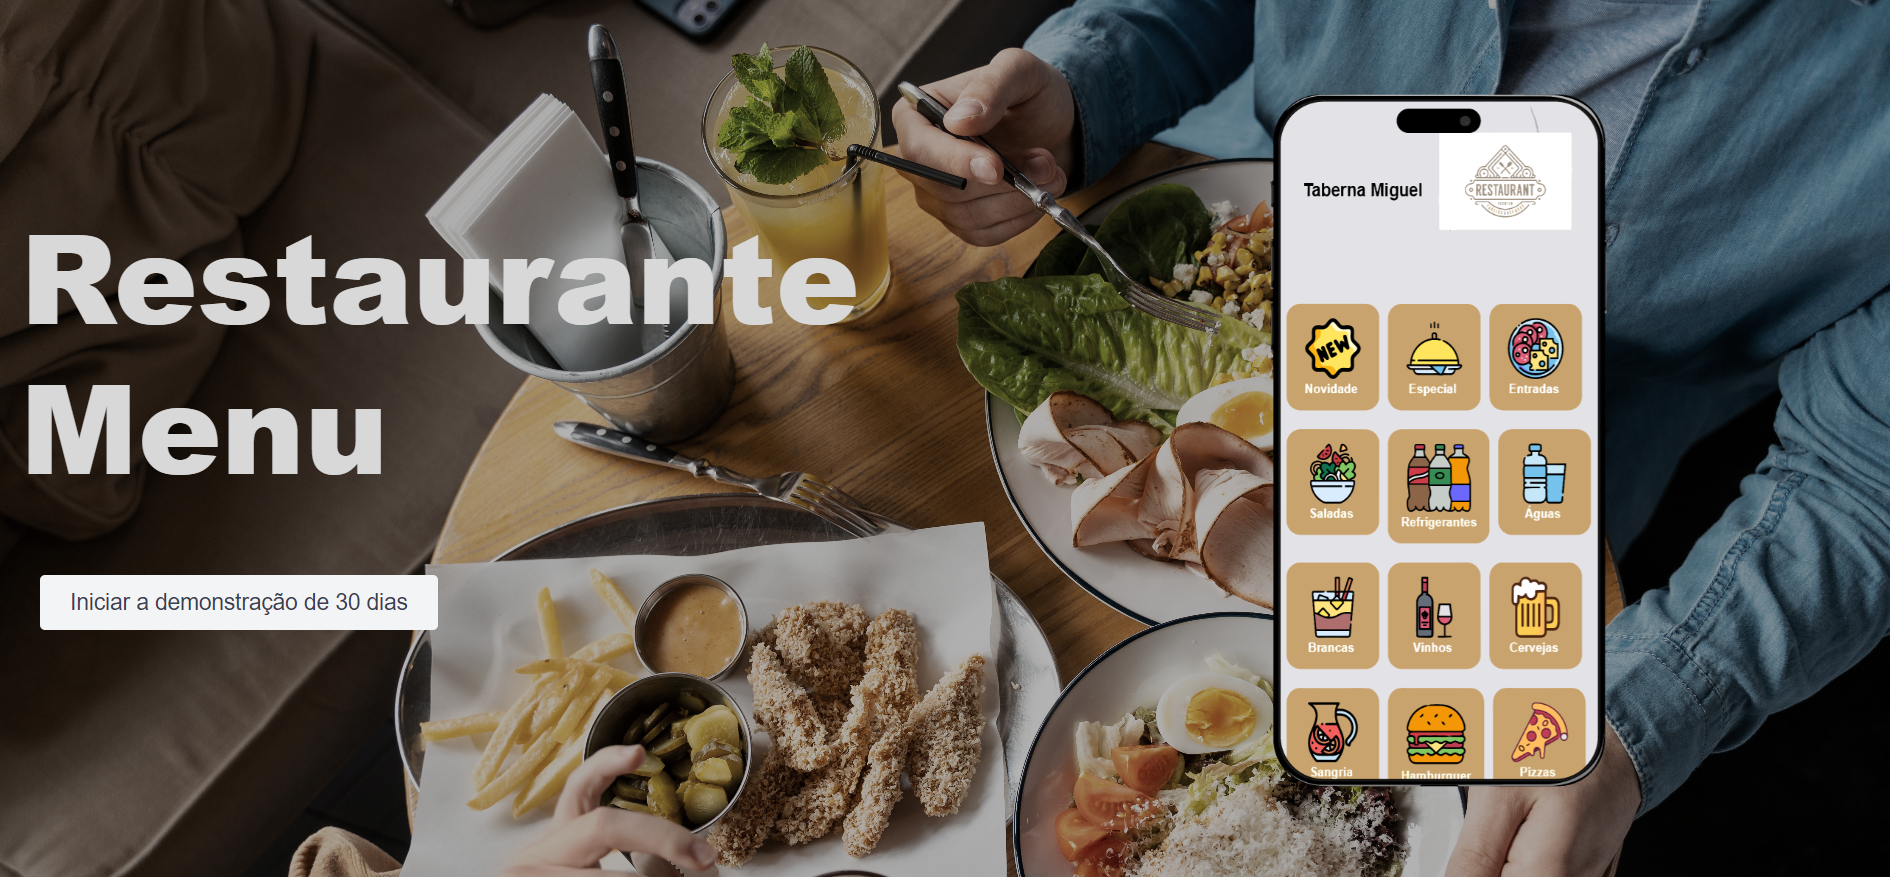 Restaurante
Menu
Iniciar a demonstração de 30 dias
Taberna Miguel
RESTAURANT
NEW
Novidade
Especial
Entradas
Saladas
Refrigerantes
Águas
Brancas
Vinhos
Cervejas
Sangria
Hamburguer
Pizzas